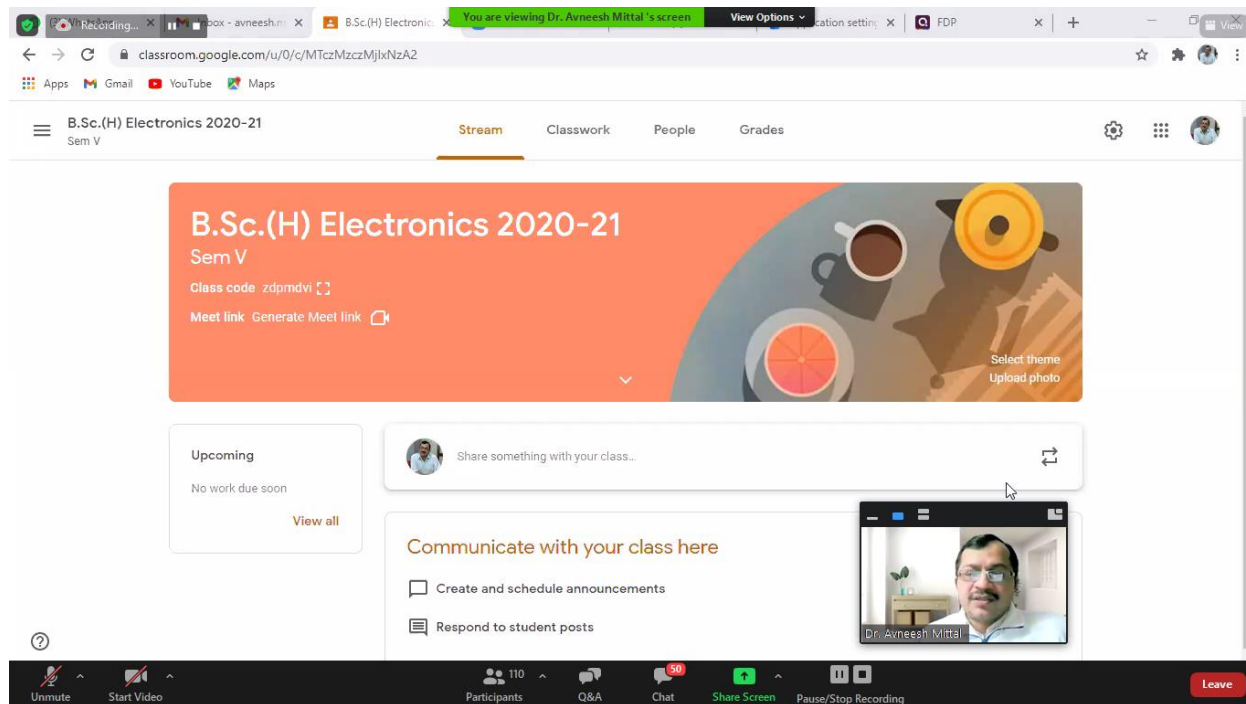 Recording...
Inbox - avneesh.m
B.Sc.(H) Electronic
You are viewing Dr. Avneesh Mittal 's screen
View Options
cation setting
FDP
View
classroom.google.com/u/0/c/MTczMzczMjIxNzA2
Apps Gmail YouTube Maps
B.Sc.(H) Electronics 2020-21
Sem V
Stream Classwork People Grades
B.Sc.(H) Electronics 2020-21
Sem V
Class code zdpmdvi
Meet link Generate Meet link
Select theme
Upload photo
Upcoming
No work due soon
View all
Share something with your class...
Communicate with your class here
Create and schedule announcements
Respond to student posts
Dr. Avneesh Mittal
Unmute
Start Video
110
Participants
Q&A
50
Chat
Share Screen
Pause/Stop Recording
Leave